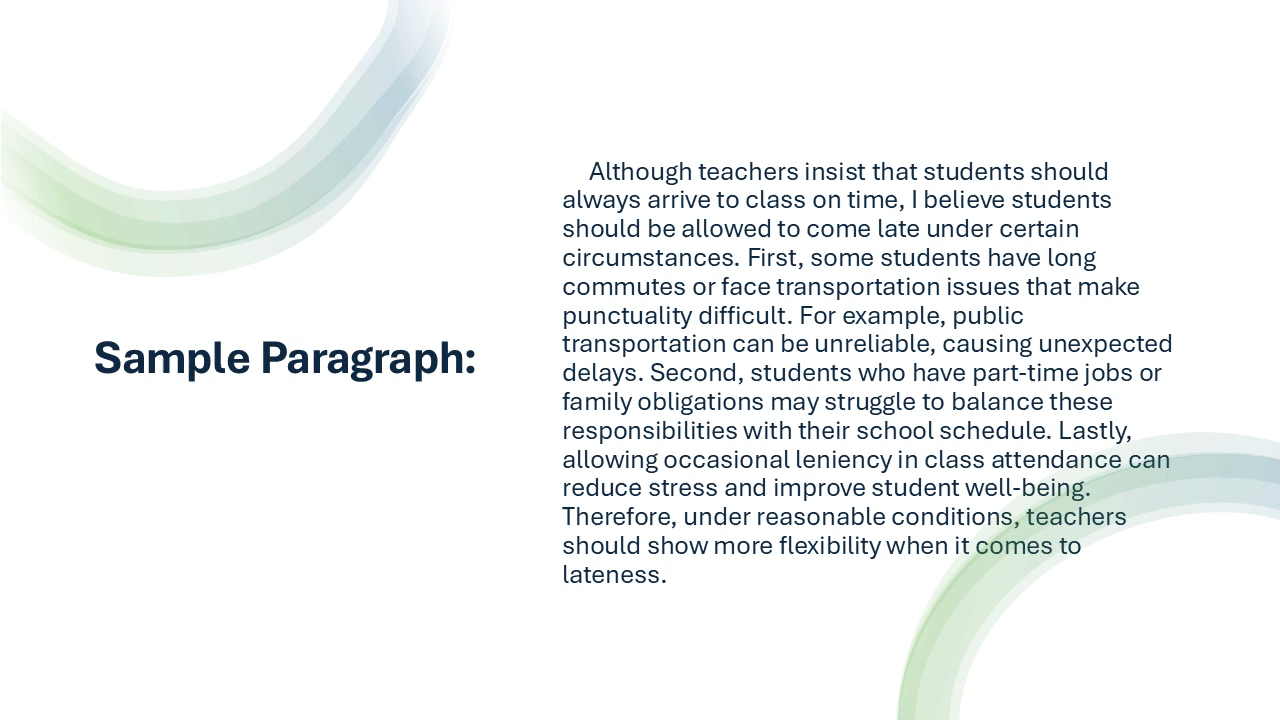 Sample Paragraph:
Although teachers insist that students should
always arrive to class on time, I believe students
should be allowed to come late under certain
circumstances. First, some students have long
commutes or face transportation issues that make
punctuality difficult. For example, public
transportation can be unreliable, causing unexpected
delays. Second, students who have part-time jobs or
family obligations may struggle to balance these
responsibilities with their school schedule. Lastly,
allowing occasional leniency in class attendance can
reduce stress and improve student well-being.
Therefore, under reasonable conditions, teachers
should show more flexibility when it comes to
lateness.